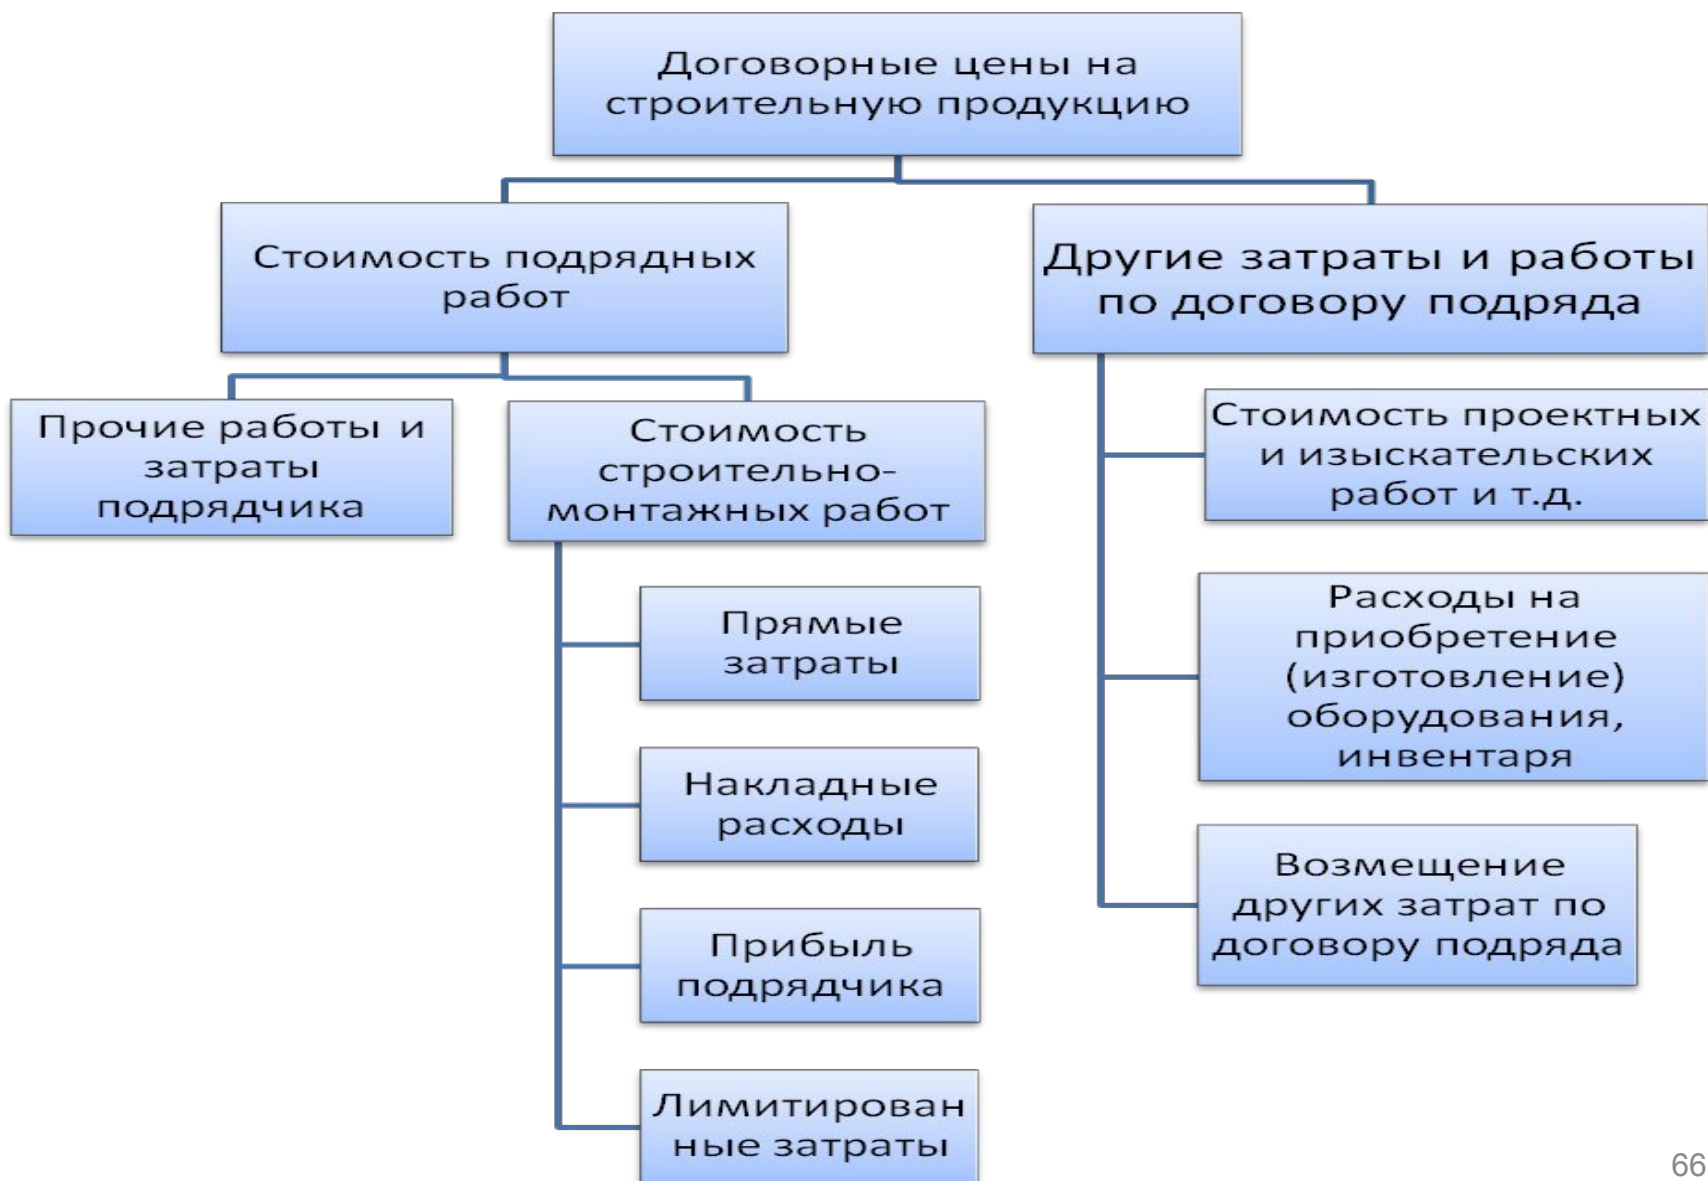 Договорные цены на
строительную продукцию
Стоимость подрядных
работ
Другие затраты и работы
по договору подряда
Прочие работы и
затраты
подрядчика
Стоимость
строительно-
монтажных работ
Прямые
затраты
Накладные
расходы
Прибыль
подрядчика
Лимитирован
ные затраты
Стоимость проектных
и изыскательских
работ и т.д.
Расходы на
приобретение
(изготовление)
оборудования,
инвентаря
Возмещение
других затрат по
договору подряда
66